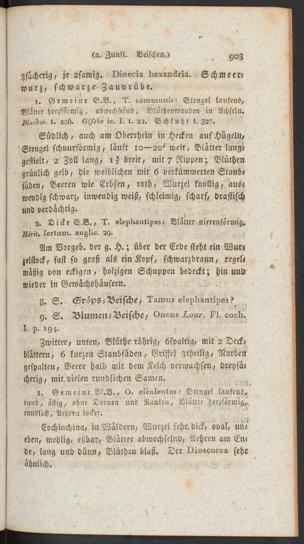 (2. Zunft. Beischen.) 903
3fächerig, je 2samig. Dioecia hexandria. Schmeer-
wurz, schwarze Zaunrübe.
1. Gemeine S.B., T. communis: Stengel laufend,
Blätter herzförmig, abwechselnd, Blüthentrauben in Achseln.
Blackw. t. 456. t. 22. Schkuhr t. 327.
Südlich, auch am Oberrhein in Hecken auf Hügeln,
Stengel schnurförmig, läuft 10—20' weit, Blätter lang
gestielt, 2 Zoll lang, 1½ breit, mit 7 Rippen; Blüthen
grünlich gelb, die weiblichen mit 6 verkümmerten Staub-
fäden, Beeren wie Erbsen, roth, Wurzel knollig, aus-
wendig schwarz, inwendig weiß, schleimig, scharf, drastisch
und verdächtig.
2. Dicke S.B., T. elephantipes: Blätter nierenförmig.
Hérit. sertum. anglic. 29.
Am Vorgeb. der g. H; über der Erde steht ein Wur-
zelstock, fast so groß als ein Kopf, schwarzbraun, regel-
mäßig von eckigen, holzigen Schuppen bedeckt; hin und
wieder in Gewächshäusern.
8. S. Gröps-Beische, Tamus elephantipes?
9. S. Blumen-Beische, Oncus Lour. Fl. coch.
I. p. 194.
Zwitter, unten, Blüthe röhrig, 6spaltig, mit 2 Deck-
blättern, 6 kurzen Staubfäden, Griffel 3theilig, Narben
gespalten, Beere halb mit dem Kelch verwachsen, dreyfä-
cherig, mit vielen rundlichen Samen.
1. Gemeine Bl.B., O. esculentus: Stengel laufend,
rund, ästig, ohne Dornen und Ranken, Blätter herzförmig,
rundlich, Aehren locker.
Cochinchina, in Wäldern, Wurzel sehr dick, oval, un-
eben, mehlig, eßbar, Blätter abwechselnd, Aehren am En-
de, lang und dünn, Blüthen blaß. Der Dioscorea sehr
ähnlich.